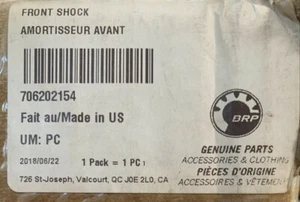 FRONT SHOCK
AMORTISSEUR AVANT
706202154
Fait au/Made in US
UM: PC
BRP
GENUINE PARTS
ACCESSORIES & CLOTHING
PIÈCES D'ORIGINE
ACCESSOIRES & VÊTEM
2018/06/22
1 Pack = 1 PC
726 St-Joseph, Valcourt, QC J0E 2L0, CA